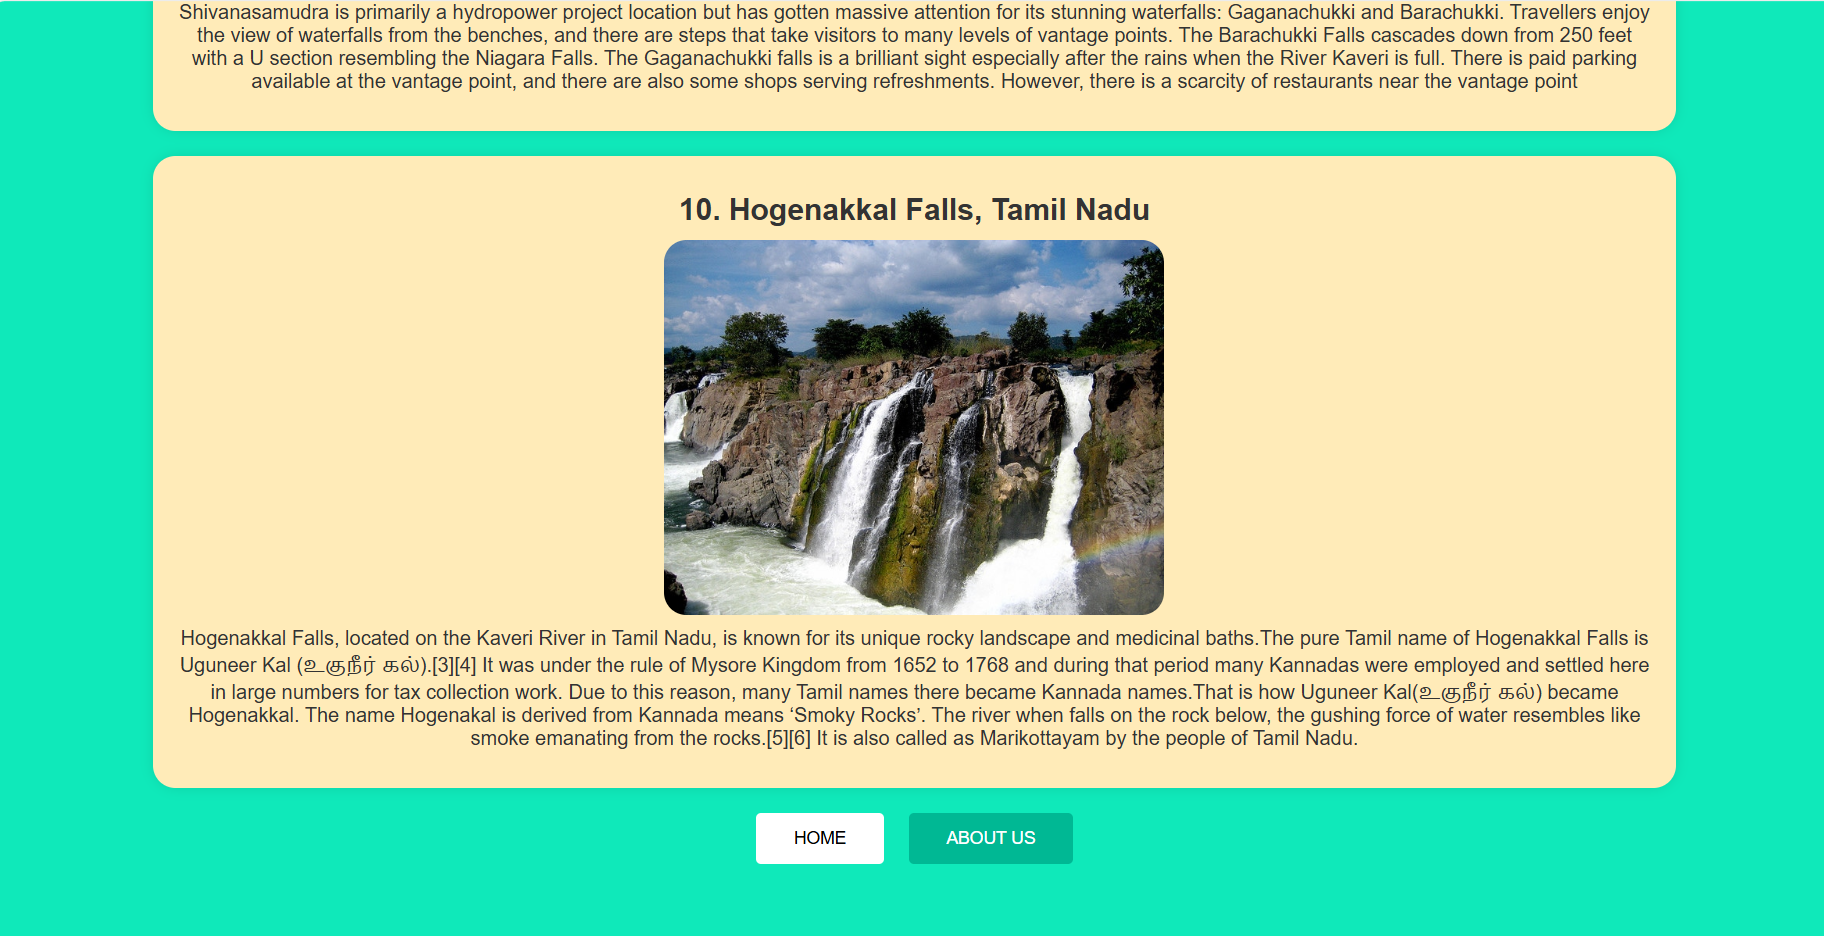 Shivanasamudra is primarily a hydropower project location but has gotten massive attention for its stunning waterfalls: Gaganachukki and Barachukki. Travellers enjoy
the view of waterfalls from the benches, and there are steps that take visitors to many levels of vantage points. The Barachukki Falls cascades down from 250 feet
with a U section resembling the Niagara Falls. The Gaganachukki falls is a brilliant sight especially after the rains when the River Kaveri is full. There is paid parking
available at the vantage point, and there are also some shops serving refreshments. However, there is a scarcity of restaurants near the vantage point
10. Hogenakkal Falls, Tamil Nadu
Hogenakkal Falls, located on the Kaveri River in Tamil Nadu, is known for its unique rocky landscape and medicinal baths.The pure Tamil name of Hogenakkal Falls is
Uguneer Kal (உகுநீர் கல்).[3][4] It was under the rule of Mysore Kingdom from 1652 to 1768 and during that period many Kannadas were employed and settled here
in large numbers for tax collection work. Due to this reason, many Tamil names there became Kannada names.That is how Uguneer Kal(உகுநீர் கல்) became
Hogenakkal. The name Hogenakal is derived from Kannada means ‘Smoky Rocks’. The river when falls on the rock below, the gushing force of water resembles like
smoke emanating from the rocks.[5][6] It is also called as Marikottayam by the people of Tamil Nadu.
HOME ABOUT US